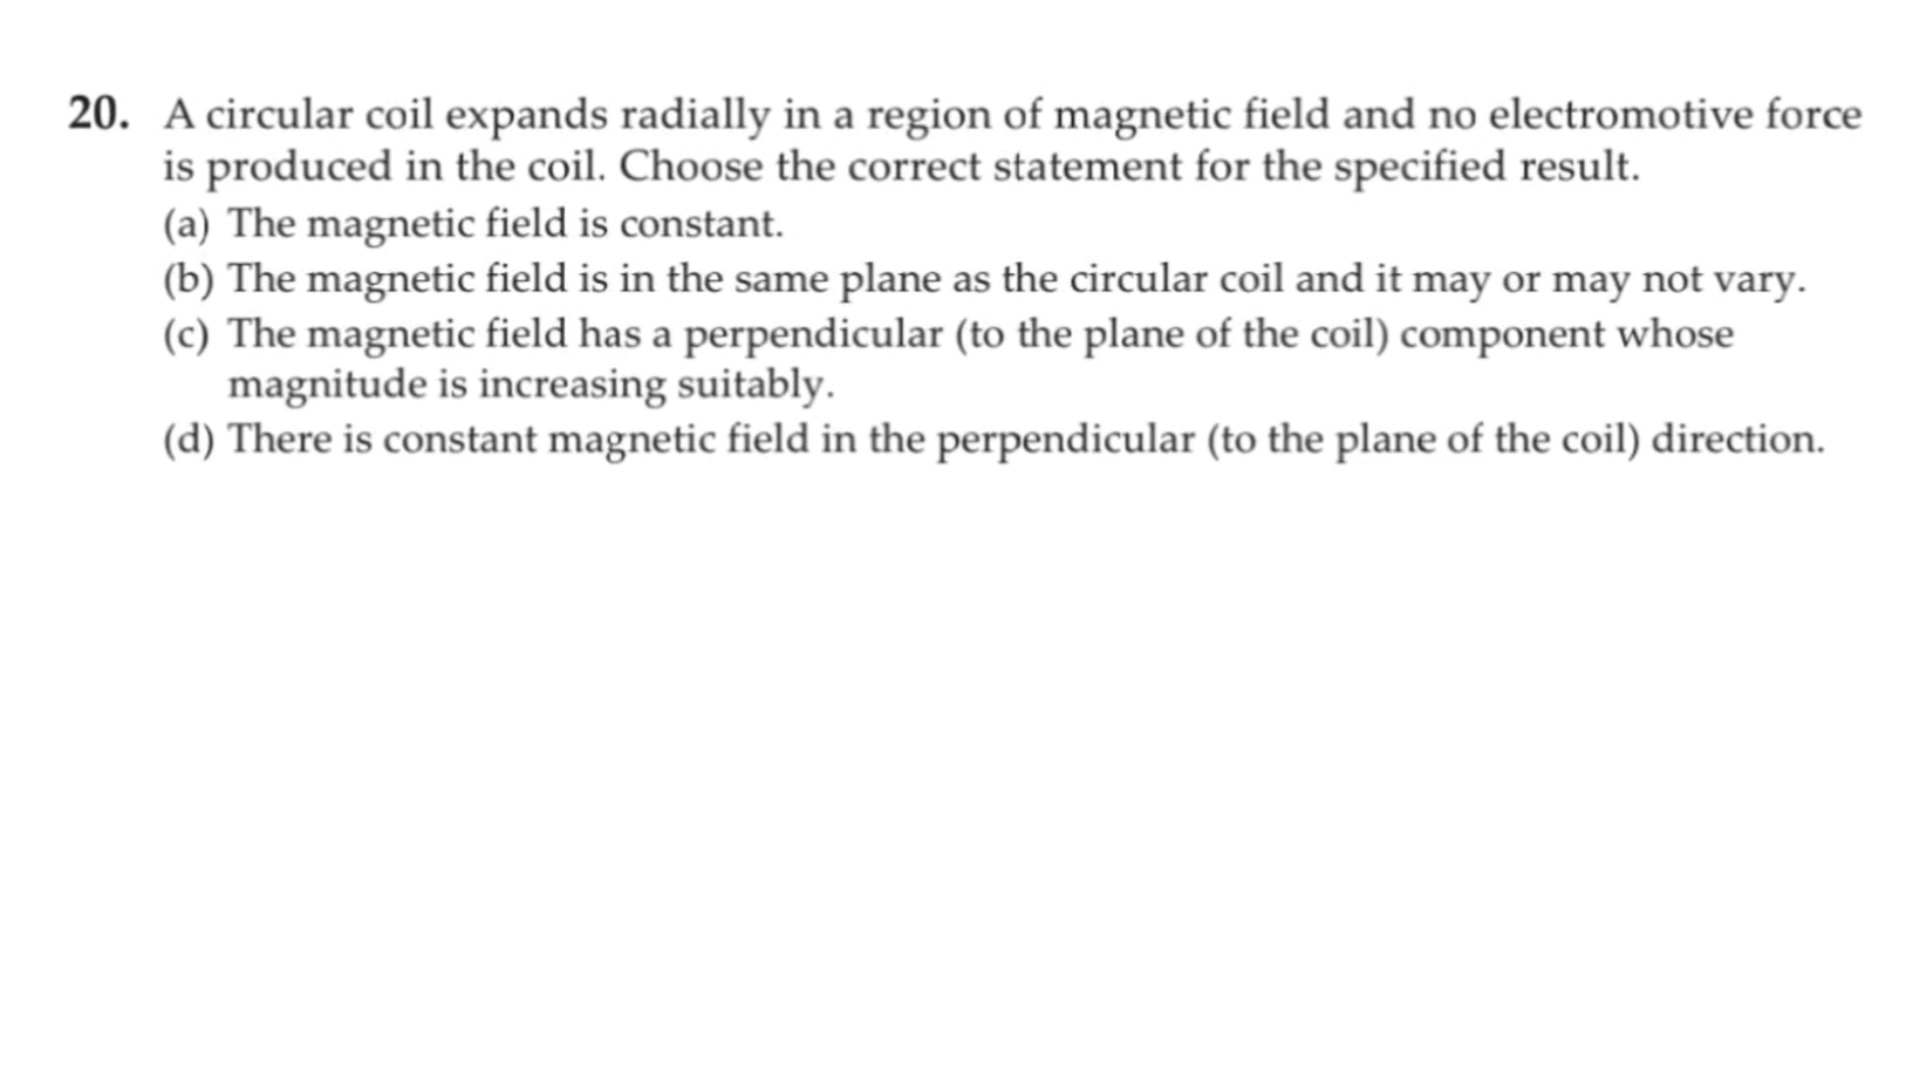 20. A circular coil expands radially in a region of magnetic field and no electromotive force
is produced in the coil. Choose the correct statement for the specified result.
(a) The magnetic field is constant.
(b) The magnetic field is in the same plane as the circular coil and it may or may not vary.
(c) The magnetic field has a perpendicular (to the plane of the coil) component whose
magnitude is increasing suitably.
(d) There is constant magnetic field in the perpendicular (to the plane of the coil) direction.